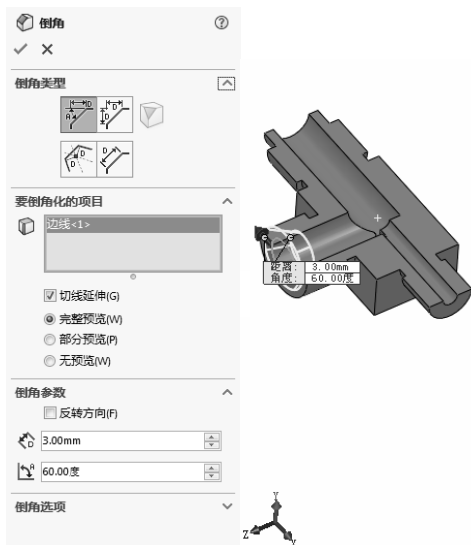 倒角
倒角类型
要倒角化的项目
边线<1>
切线延伸(G)
完整预览(W)
部分预览(P)
无预览(W)
倒角参数
反转方向(F)
3.00mm
60.00度
倒角选项
距离: 3.00mm
角度: 60.00度
Y
Z